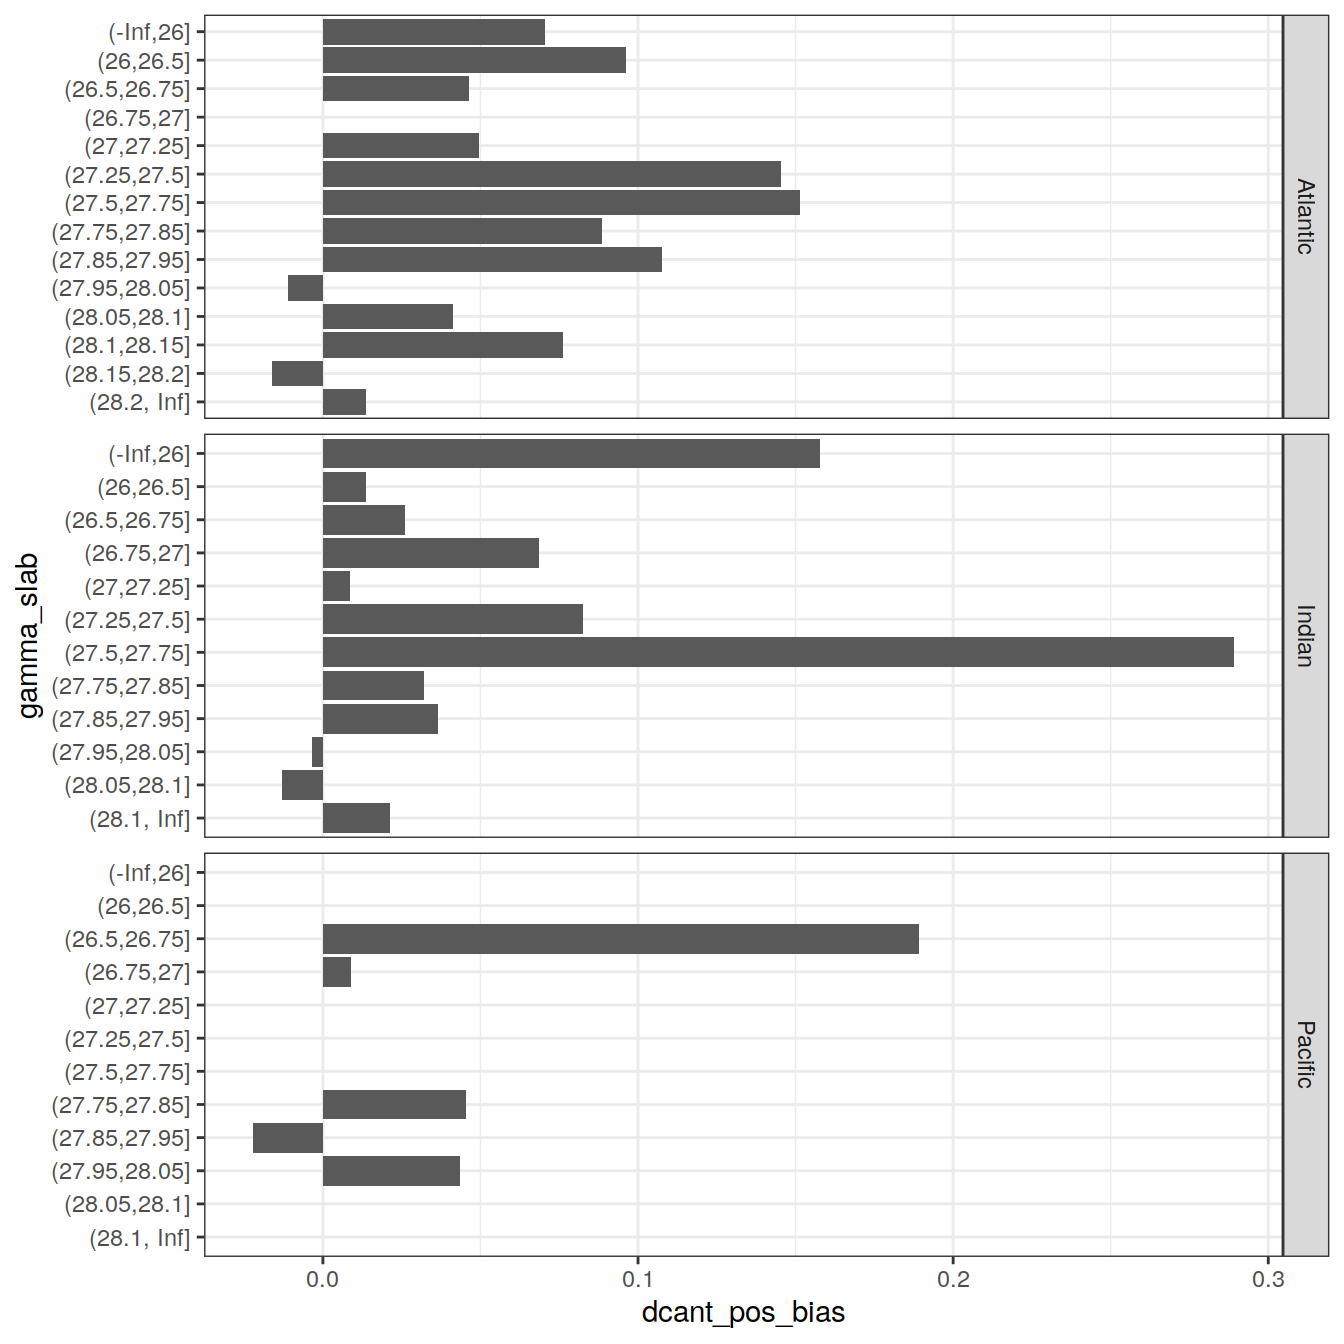 (-Inf,26]
(26,26.5]
(26.5,26.75]
(26.75,27]
(27,27.25]
(27.25,27.5]
(27.5,27.75]
(27.75,27.85]
(27.85,27.95]
(27.95,28.05]
(28.05,28.1]
(28.1,28.15]
(28.15,28.2]
(28.2, Inf]
Atlantic
gamma_slab
(-Inf,26]
(26,26.5]
(26.5,26.75]
(26.75,27]
(27,27.25]
(27.25,27.5]
(27.5,27.75]
(27.75,27.85]
(27.85,27.95]
(27.95,28.05]
(28.05,28.1]
(28.1, Inf]
Indian
(-Inf,26]
(26,26.5]
(26.5,26.75]
(26.75,27]
(27,27.25]
(27.25,27.5]
(27.5,27.75]
(27.75,27.85]
(27.85,27.95]
(27.95,28.05]
(28.05,28.1]
(28.1, Inf]
Pacific
0.0 0.1 0.2 0.3
dcant_pos_bias